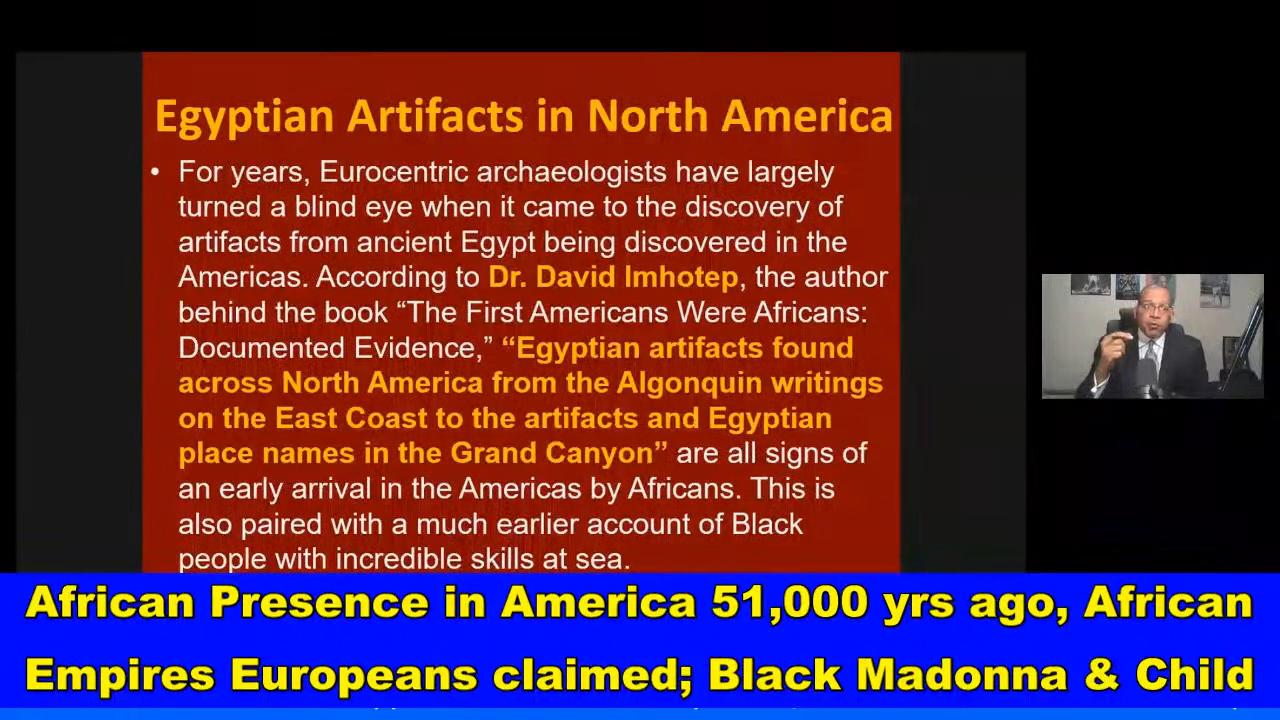 Egyptian Artifacts in North America
• For years, Eurocentric archaeologists have largely
turned a blind eye when it came to the discovery of
artifacts from ancient Egypt being discovered in the
Americas. According to Dr. David Imhotep, the author
behind the book “The First Americans Were Africans:
Documented Evidence,” “Egyptian artifacts found
across North America from the Algonquin writings
on the East Coast to the artifacts and Egyptian
place names in the Grand Canyon” are all signs of
an early arrival in the Americas by Africans. This is
also paired with a much earlier account of Black
people with incredible skills at sea.
African Presence in America 51,000 yrs ago, African
Empires Europeans claimed; Black Madonna & Child